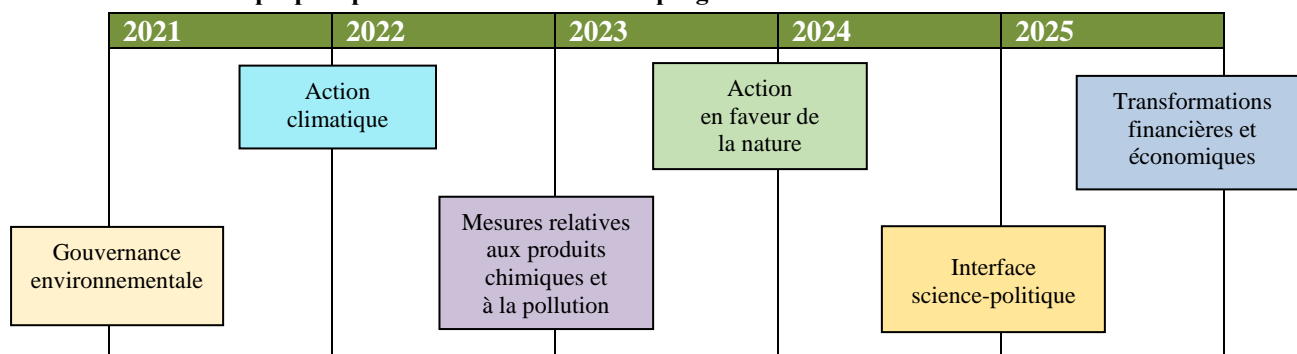 2021
2022
2023
2024
2025
Action
climatique
Action
en faveur de
la nature
Transformations
financières et
économiques
Gouvernance
environnementale
Mesures relatives
aux produits
chimiques et
à la pollution
Interface
science-politique